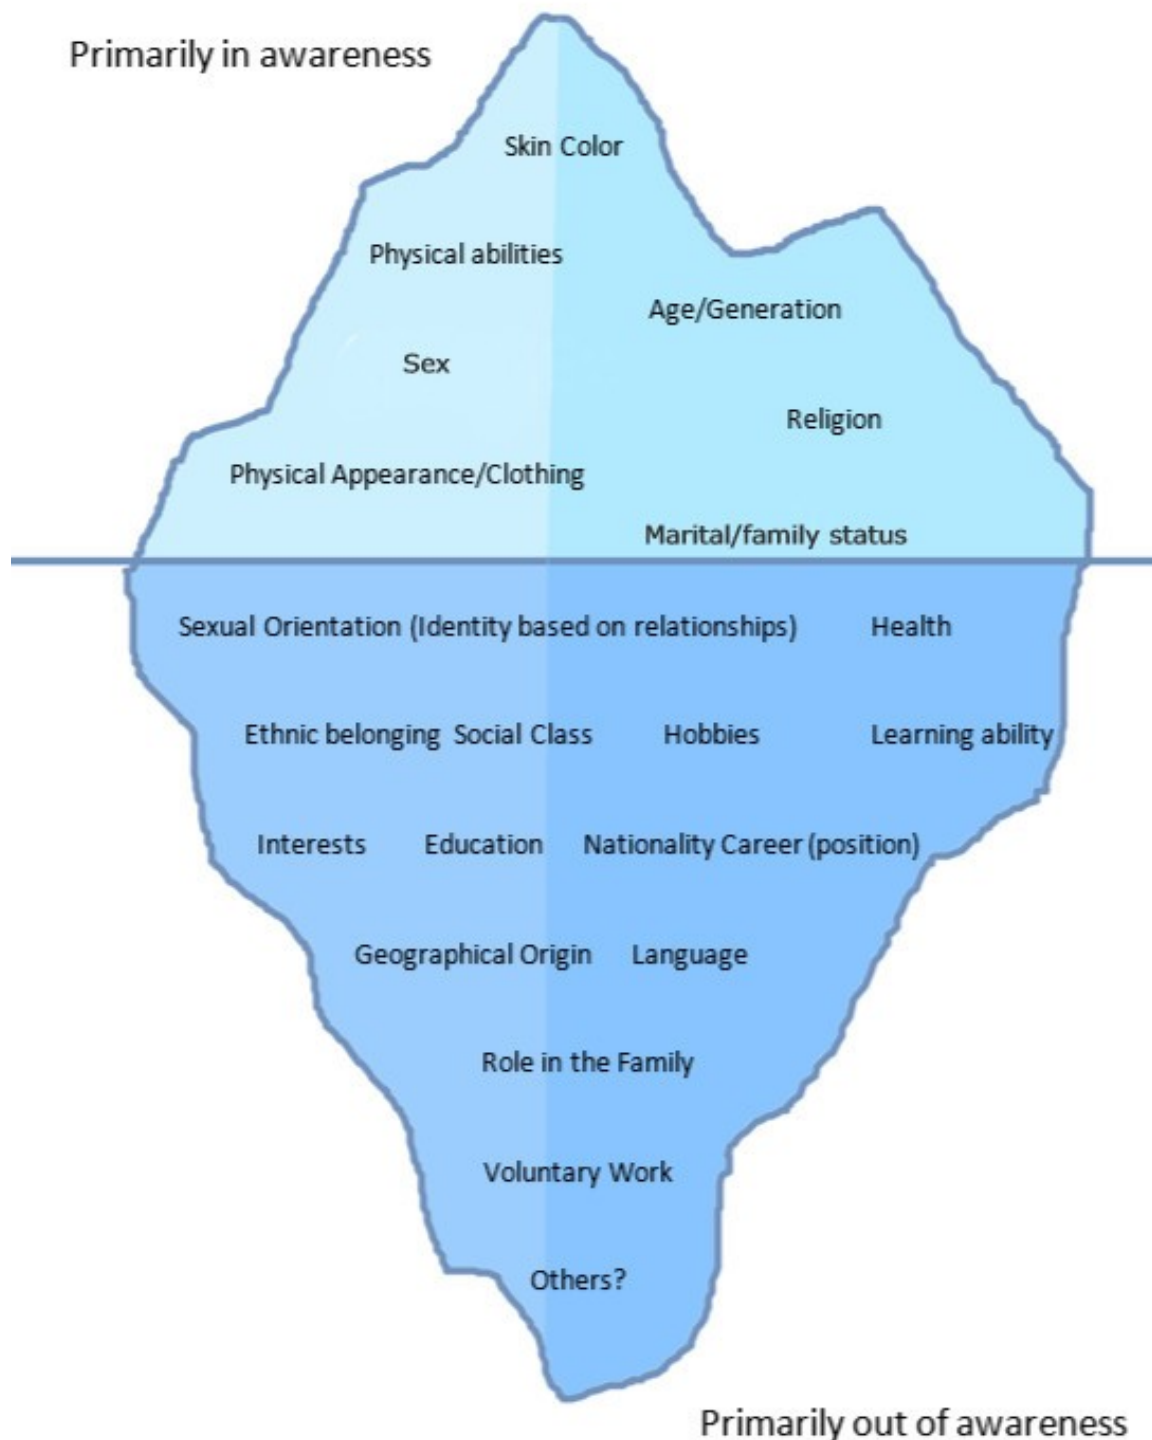 Primarily in awareness
Skin Color
Physical abilities
Age/Generation
Sex
Religion
Physical Appearance/Clothing
Marital/family status
Sexual Orientation (Identity based on relationships) Health
Ethnic belonging Social Class Hobbies Learning ability
Interests Education Nationality Career (position)
Geographical Origin Language
Role in the Family
Voluntary Work
Others?
Primarily out of awareness